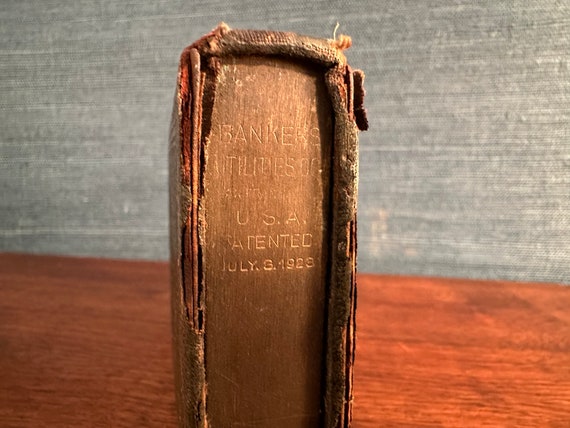 BANKERS
UTILITIES CO
U.S.A.
PATENTED
JULY.3.1923